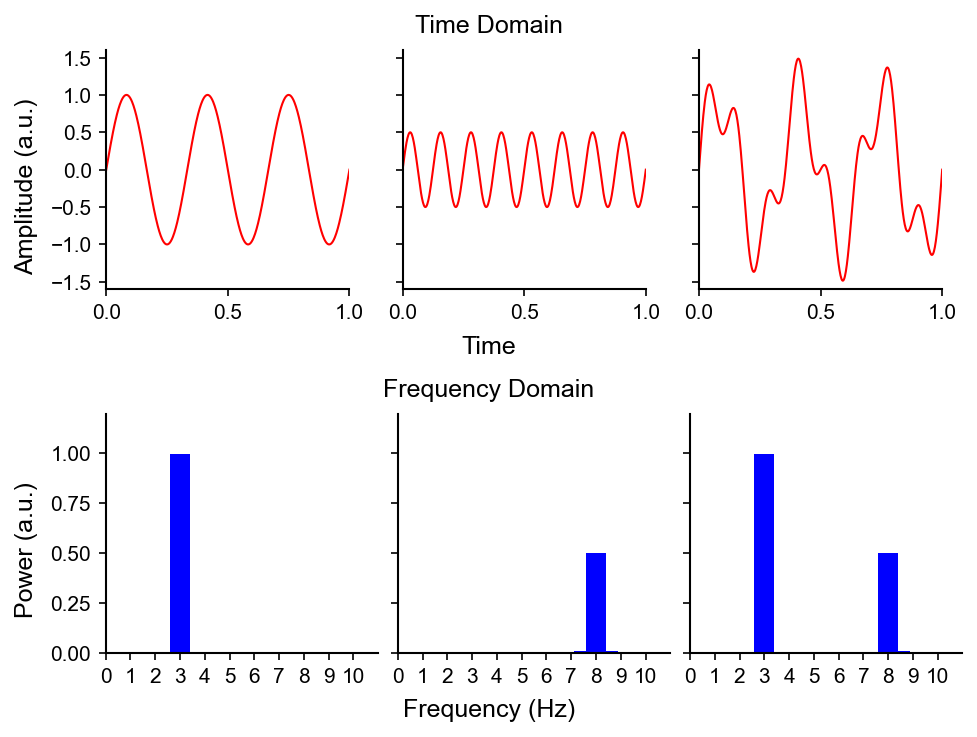 Time Domain
Amplitude (a.u.)
1.5
1.0
0.5
0.0
−0.5
−1.0
−1.5
0.0 0.5 1.0 0.0 0.5 1.0 0.0 0.5 1.0
Time
Frequency Domain
Power (a.u.)
1.00
0.75
0.50
0.25
0.00
0 1 2 3 4 5 6 7 8 9 10 0 1 2 3 4 5 6 7 8 9 10 0 1 2 3 4 5 6 7 8 9 10
Frequency (Hz)